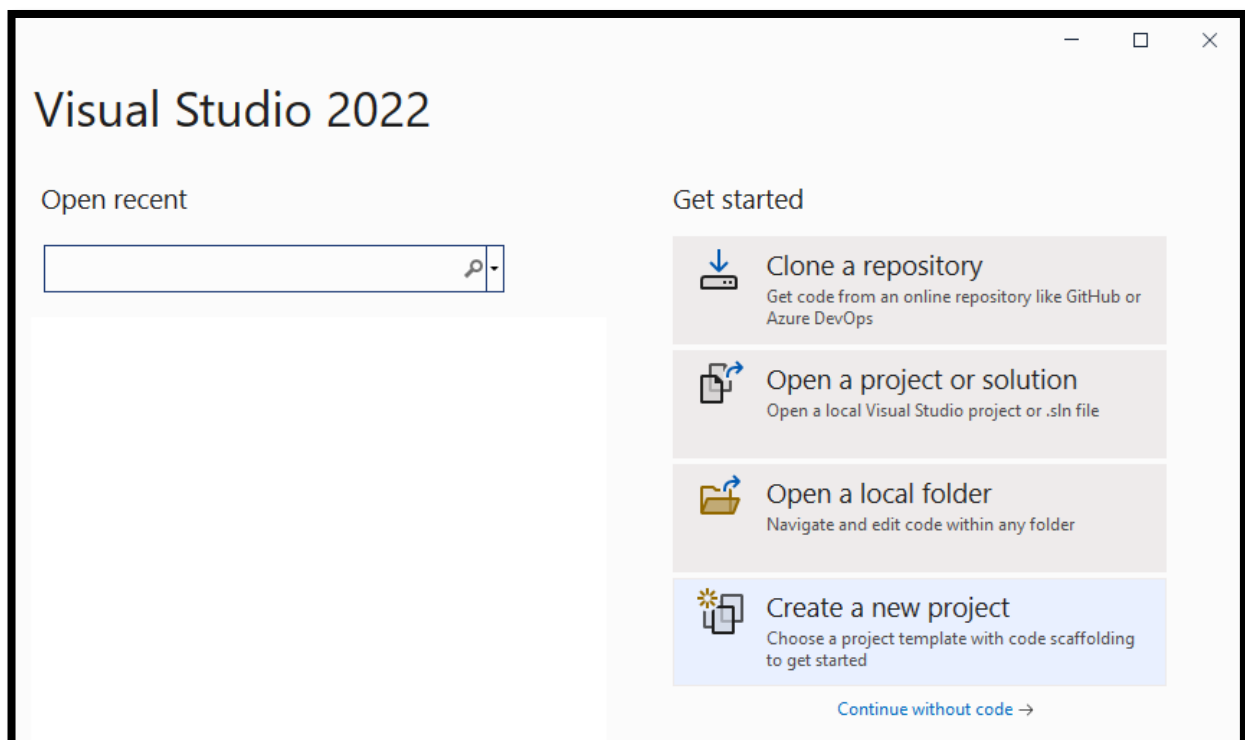 Visual Studio 2022
Open recent
Get started
Clone a repository
Get code from an online repository like GitHub or
Azure DevOps
Open a project or solution
Open a local Visual Studio project or .sln file
Open a local folder
Navigate and edit code within any folder
Create a new project
Choose a project template with code scaffolding
to get started
Continue without code →